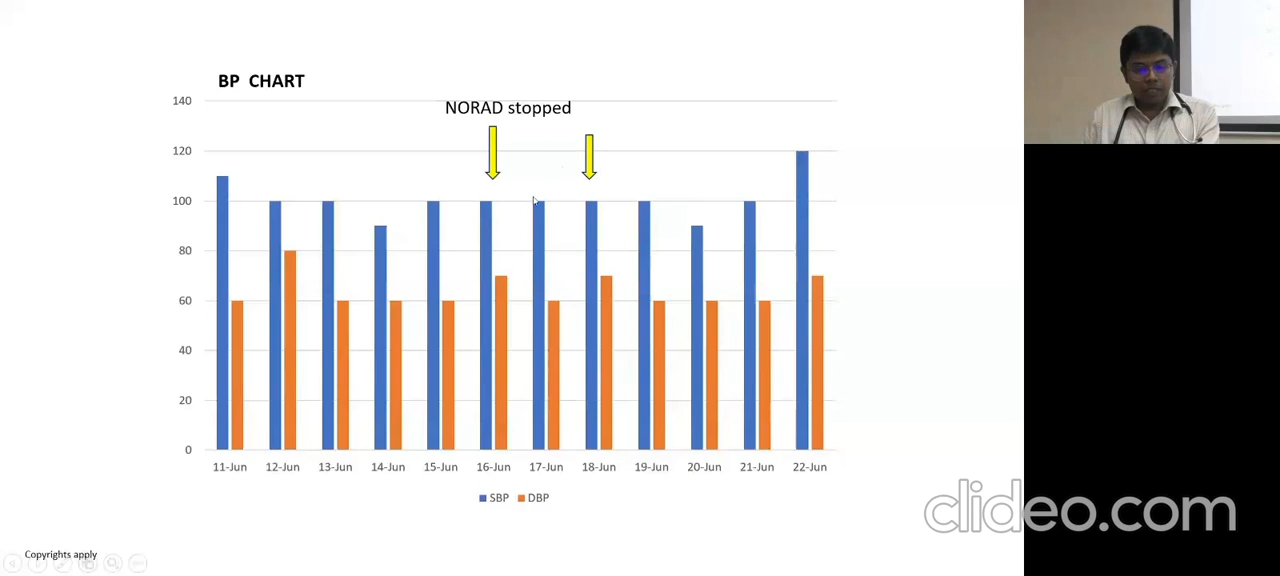 BP CHART
NORAD stopped
140
120
100
80
60
40
20
0
11-Jun 12-Jun 13-Jun 14-Jun 15-Jun 16-Jun 17-Jun 18-Jun 19-Jun 20-Jun 21-Jun 22-Jun
SBP DBP
clideo.com
Copyrights apply